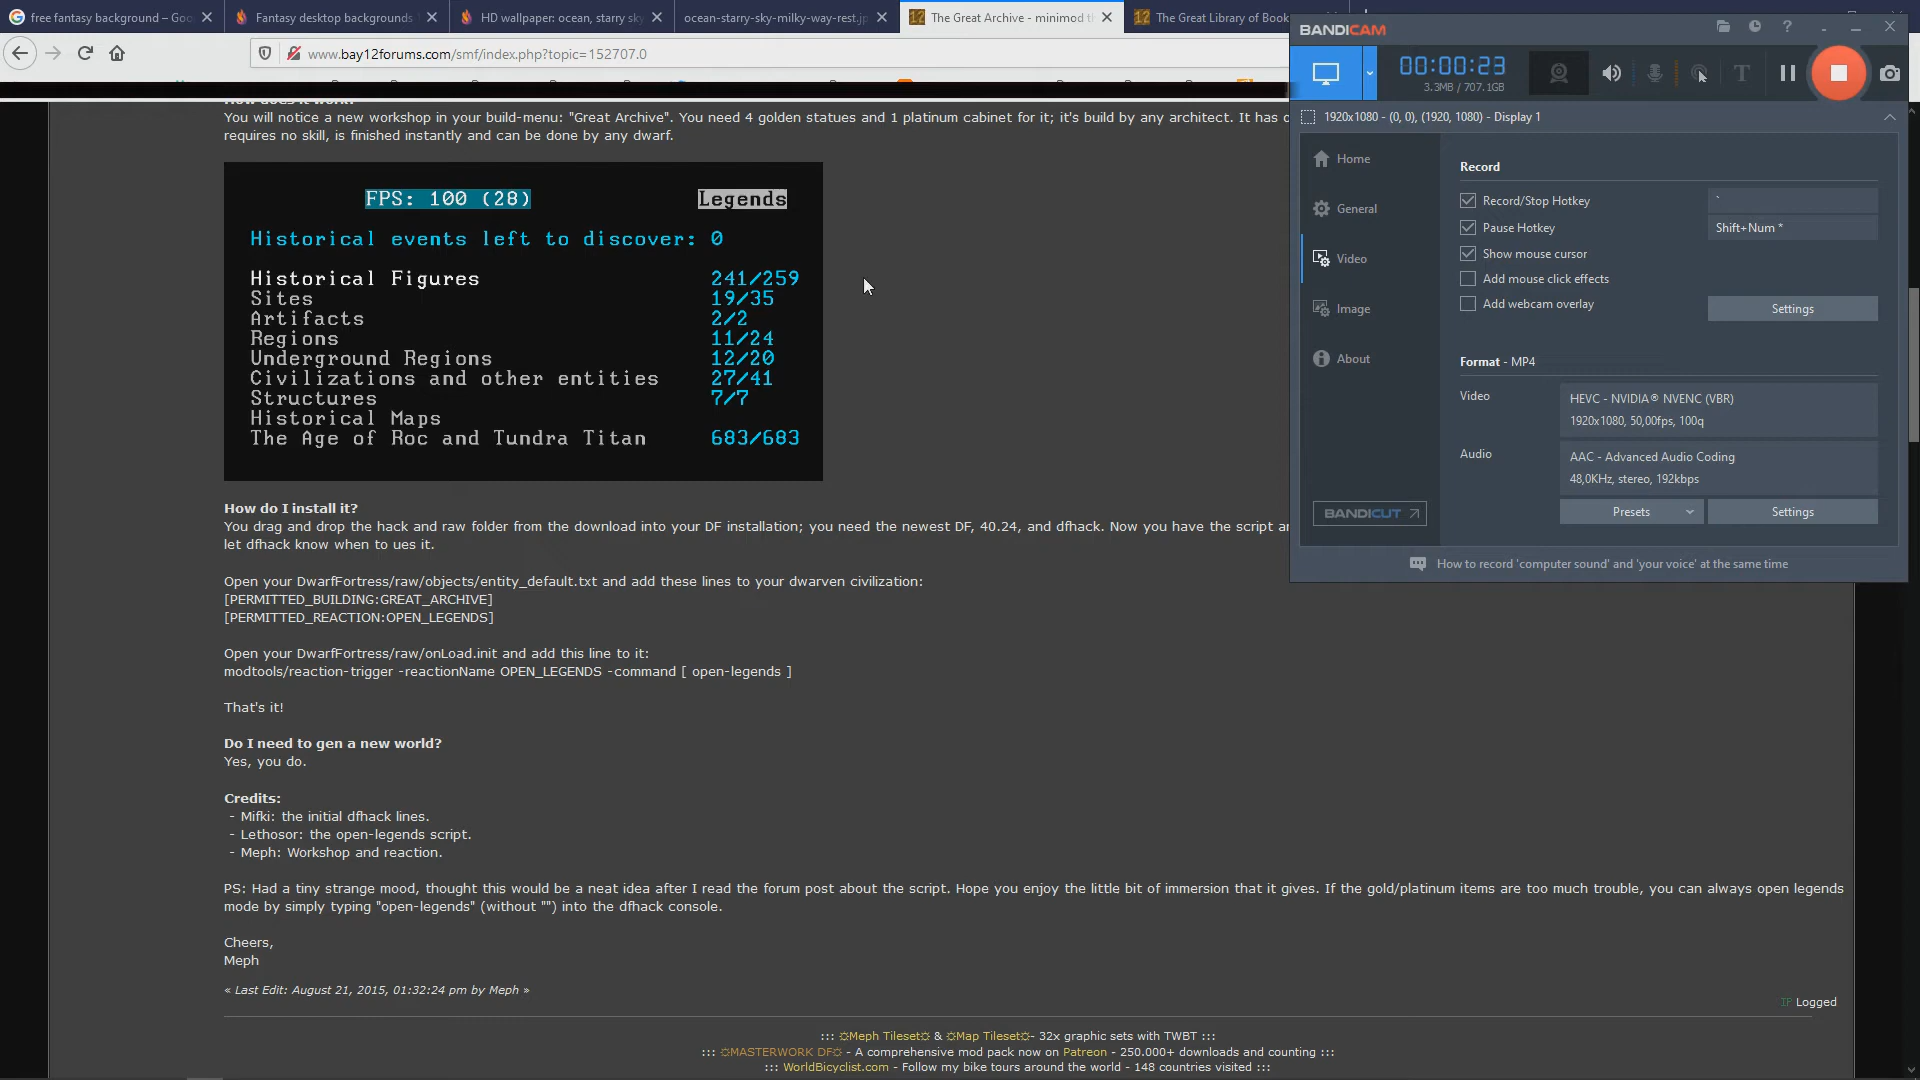 free fantasy background – Goo
Fantasy desktop backgrounds
HD wallpaper: ocean, starry sky
ocean-starry-sky-milky-way-rest.jp
The Great Archive - minimod th
The Great Library of Book
www.bay12forums.com/smf/index.php?topic=152707.0
BANDICAM
00:00:23
3.3MB / 707.1GB
1920x1080 - (0, 0), (1920, 1080) - Display 1
Home
General
Video
Image
About
BANDICUT
Record
Record/Stop Hotkey
`
Pause Hotkey
Shift+Num *
Show mouse cursor
Add mouse click effects
Add webcam overlay
Settings
Format - MP4
Video
HEVC - NVIDIA® NVENC (VBR)
1920x1080, 50,00fps, 100q
Audio
AAC - Advanced Audio Coding
48,0KHz, stereo, 192kbps
Presets
Settings
How to record 'computer sound' and 'your voice' at the same time
How does it work?
You will notice a new workshop in your build-menu: "Great Archive". You need 4 golden statues and 1 platinum cabinet for it; it's build by any architect. It has
requires no skill, is finished instantly and can be done by any dwarf.
FPS: 100 (28)
Legends
Historical events left to discover: 0
Historical Figures 241/259
Sites 19/35
Artifacts 2/2
Regions 11/24
Underground Regions 12/20
Civilizations and other entities 27/41
Structures 7/7
Historical Maps
The Age of Roc and Tundra Titan 683/683
How do I install it?
You drag and drop the hack and raw folder from the download into your DF installation; you need the newest DF, 40.24, and dfhack. Now you have the script
let dfhack know when to ues it.
Open your DwarfFortress/raw/objects/entity_default.txt and add these lines to your dwarven civilization:
[PERMITTED_BUILDING:GREAT_ARCHIVE]
[PERMITTED_REACTION:OPEN_LEGENDS]
Open your DwarfFortress/raw/onLoad.init and add this line to it:
modtools/reaction-trigger -reactionName OPEN_LEGENDS -command [ open-legends ]
That's it!
Do I need to gen a new world?
Yes, you do.
Credits:
- Mifki: the initial dfhack lines.
- Lethosor: the open-legends script.
- Meph: Workshop and reaction.
PS: Had a tiny strange mood, thought this would be a neat idea after I read the forum post about the script. Hope you enjoy the little bit of immersion that it gives. If the gold/platinum items are too much trouble, you can always open legends
mode by simply typing "open-legends" (without "") into the dfhack console.
Cheers,
Meph
« Last Edit: August 21, 2015, 01:32:24 pm by Meph »
IP Logged
::: ☼Meph Tileset☼ & ☼Map Tileset☼- 32x graphic sets with TWBT :::
::: ☼MASTERWORK DF☼ - A comprehensive mod pack now on Patreon - 250.000+ downloads and counting :::
::: WorldBicyclist.com - Follow my bike tours around the world - 148 countries visited :::